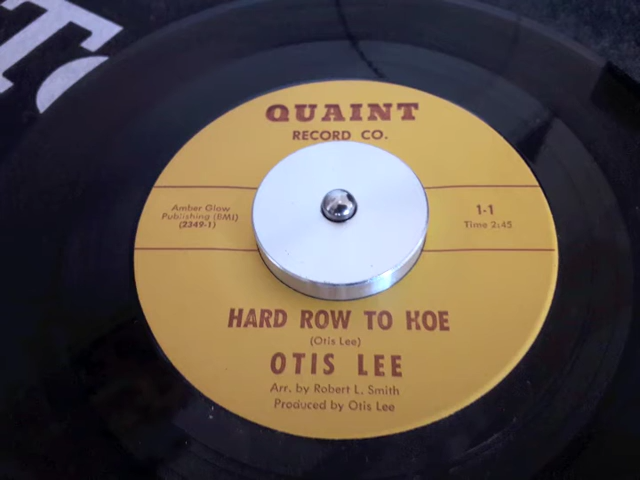 QUAINT
RECORD CO.
Amber Glow
Publishing (BMI)
(2349-1)
1-1
Time 2:45
HARD ROW TO HOE
(Otis Lee)
OTIS LEE
Arr. by Robert L. Smith
Produced by Otis Lee